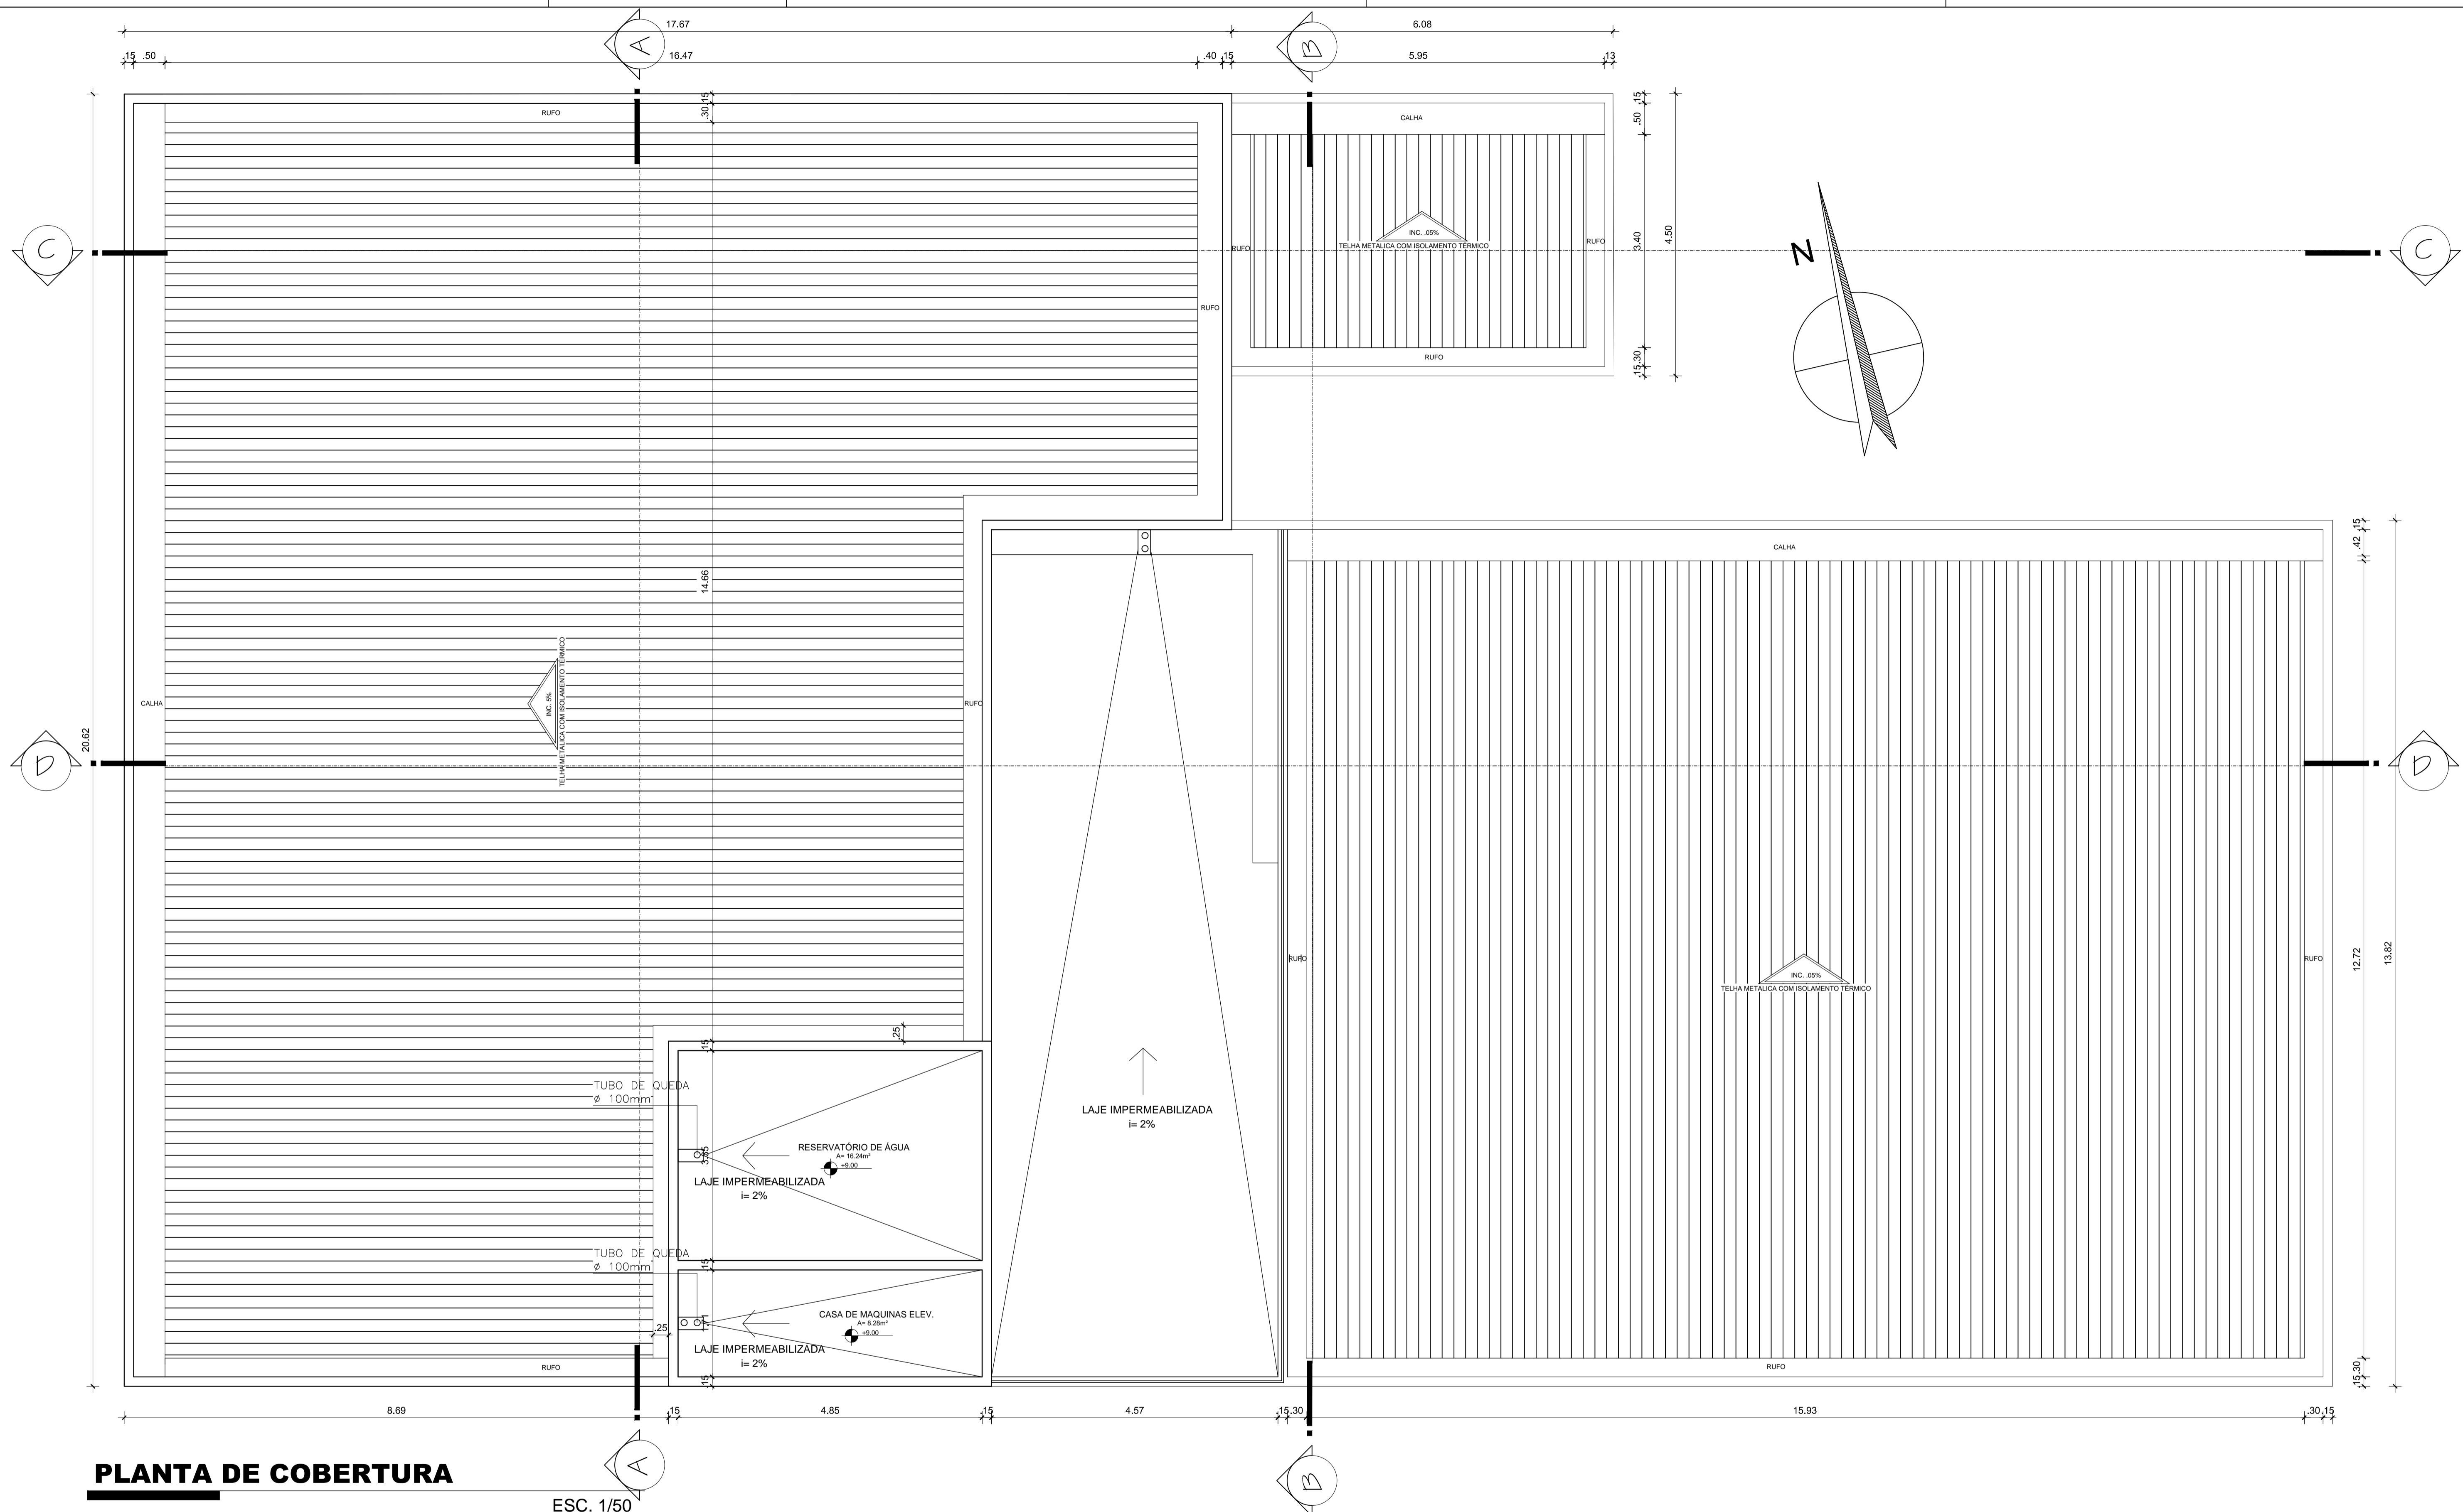 A
17.67
B
6.08
.15
.50
16.47
.40
.15
5.95
.13
.15
.30
RUFO
CALHA
.15
.50
INC. .05%
TELHA METALICA COM ISOLAMENTO TÉRMICO
RUFO
RUFO
3.40
4.50
N
C
C
RUFO
RUFO
.30
.15
CALHA
.15
.42
14.66
CALHA
INC. 5%
TELHA METALICA COM ISOLAMENTO TÉRMICO
RUFO
20.62
D
D
RUFO
INC. .05%
TELHA METALICA COM ISOLAMENTO TÉRMICO
RUFO
12.72
13.82
.25
.15
TUBO DE QUEDA
ø 100mm
RESERVATÓRIO DE ÁGUA
A= 16.24m²
+9.00
LAJE IMPERMEABILIZADA
i= 2%
LAJE IMPERMEABILIZADA
i= 2%
TUBO DE QUEDA
ø 100mm
.15
CASA DE MAQUINAS ELEV.
A= 8.28m²
+9.00
.25
LAJE IMPERMEABILIZADA
i= 2%
RUFO
.15
RUFO
.30
.15
8.69
.15
4.85
.15
4.57
.15
.30
15.93
.30
.15
PLANTA DE COBERTURA
A
B
ESC. 1/50